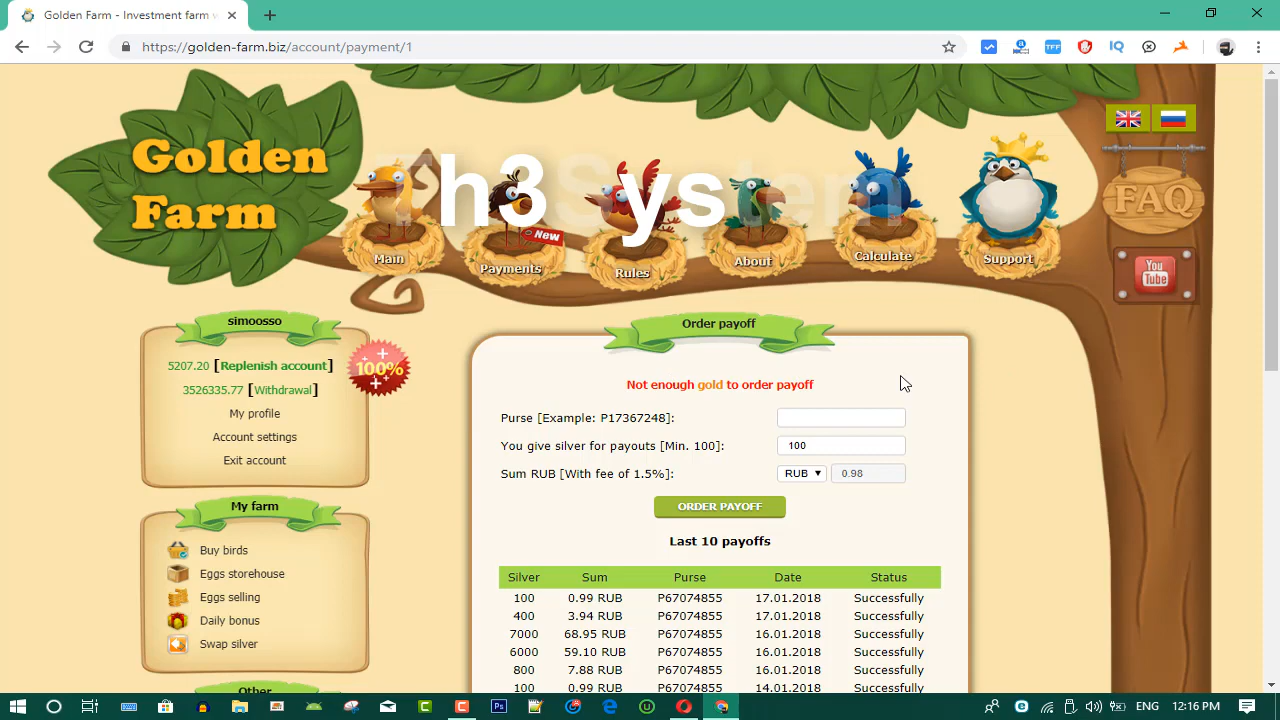 Golden Farm - Investment farm w
https://golden-farm.biz/account/payment/1
TFF
IQ
Golden
Farm
Th3System
New
Main
Payments
Rules
About
Calculate
Support
FAQ
You
Tube
simoosso
5207.20 [Replenish account]
3526335.77 [Withdrawal]
100%
My profile
Account settings
Exit account
My farm
Buy birds
Eggs storehouse
Eggs selling
Daily bonus
Swap silver
Other
Order payoff
Not enough gold to order payoff
Purse [Example: P17367248]:
You give silver for payouts [Min. 100]: 100
Sum RUB [With fee of 1.5%]: RUB 0.98
ORDER PAYOFF
Last 10 payoffs
Silver Sum Purse Date Status
100 0.99 RUB P67074855 17.01.2018 Successfully
400 3.94 RUB P67074855 17.01.2018 Successfully
7000 68.95 RUB P67074855 16.01.2018 Successfully
6000 59.10 RUB P67074855 16.01.2018 Successfully
800 7.88 RUB P67074855 16.01.2018 Successfully
100 0.99 RUB P67074855 14.01.2018 Successfully
Ps
ENG 12:16 PM